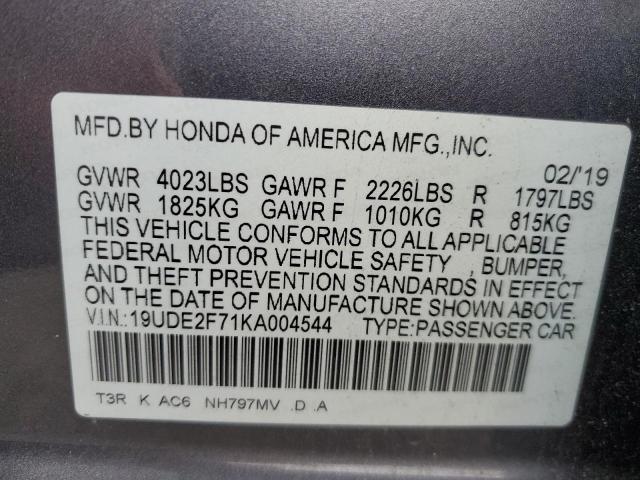 MFD.BY HONDA OF AMERICA MFG.,INC.
02/'19
GVWR 4023LBS GAWR F 2226LBS R 1797LBS
GVWR 1825KG GAWR F 1010KG R 815KG
THIS VEHICLE CONFORMS TO ALL APPLICABLE
FEDERAL MOTOR VEHICLE SAFETY , BUMPER,
AND THEFT PREVENTION STANDARDS IN EFFECT
ON THE DATE OF MANUFACTURE SHOWN ABOVE.
V.I.N.:19UDE2F71KA004544 TYPE:PASSENGER CAR
T3R K AC6 NH797MV .D .A